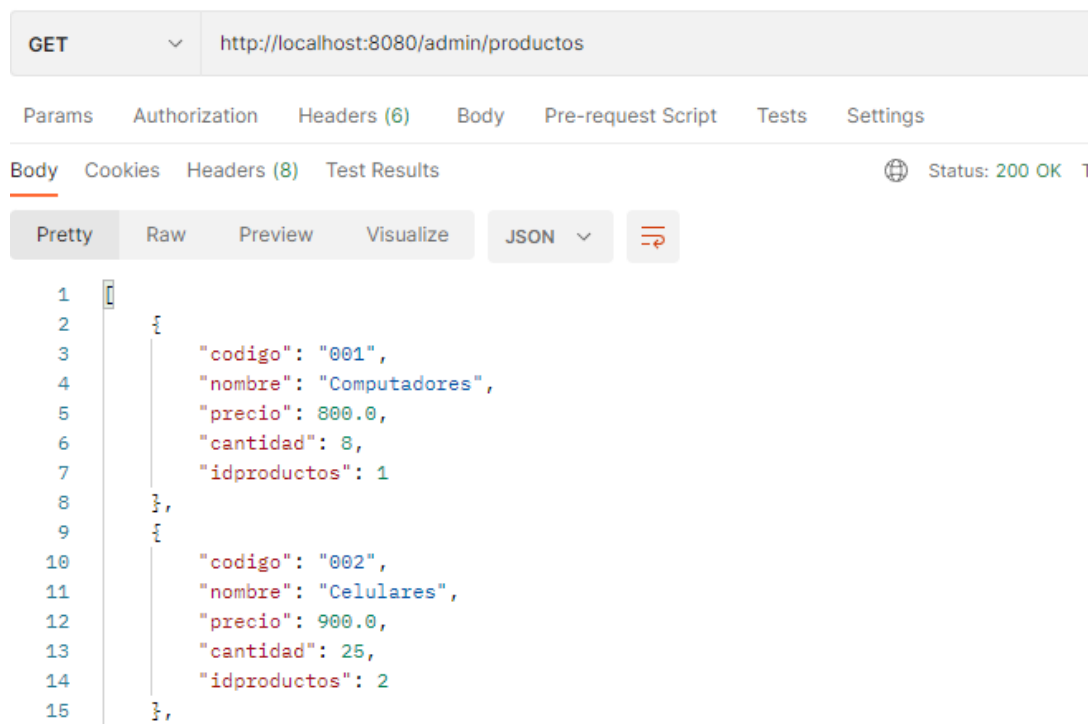 GET http://localhost:8080/admin/productos
Params Authorization Headers (6) Body Pre-request Script Tests Settings
Body Cookies Headers (8) Test Results Status: 200 OK
Pretty Raw Preview Visualize JSON
1 [
2 {
3 "codigo": "001",
4 "nombre": "Computadores",
5 "precio": 800.0,
6 "cantidad": 8,
7 "idproductos": 1
8 },
9 {
10 "codigo": "002",
11 "nombre": "Celulares",
12 "precio": 900.0,
13 "cantidad": 25,
14 "idproductos": 2
15 },